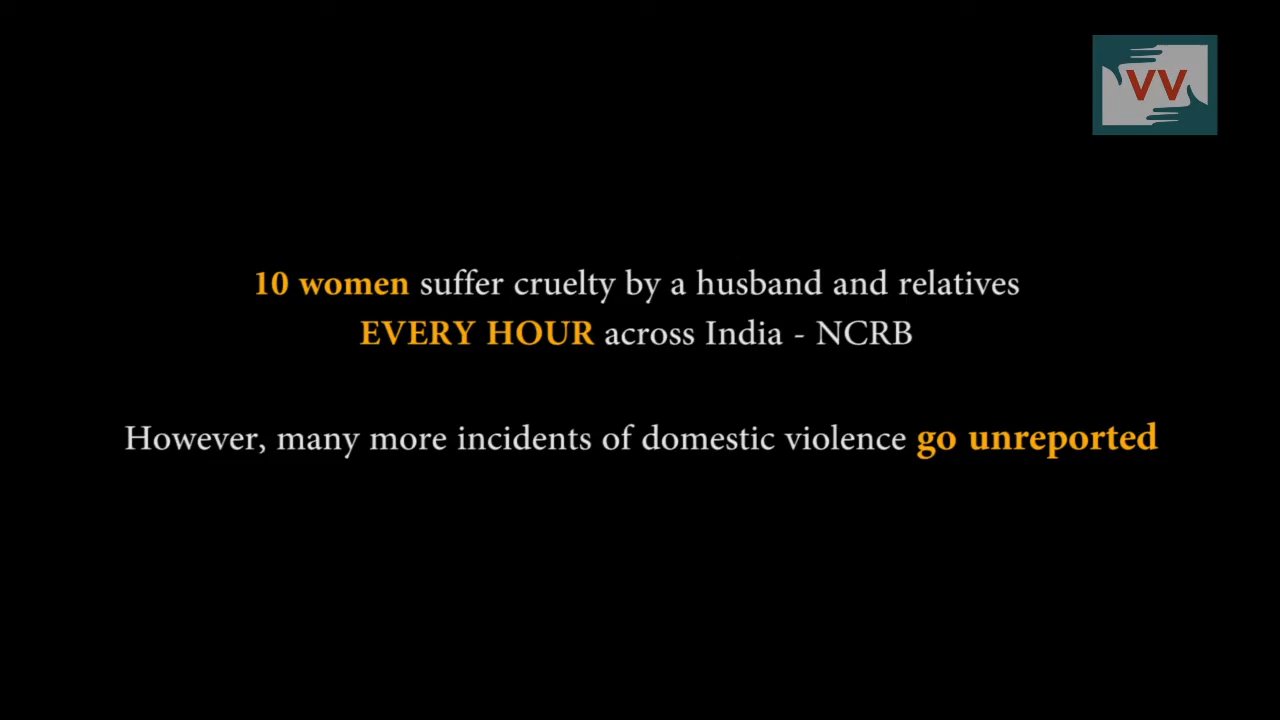 VV
10 women suffer cruelty by a husband and relatives
EVERY HOUR across India - NCRB
However, many more incidents of domestic violence go unreported